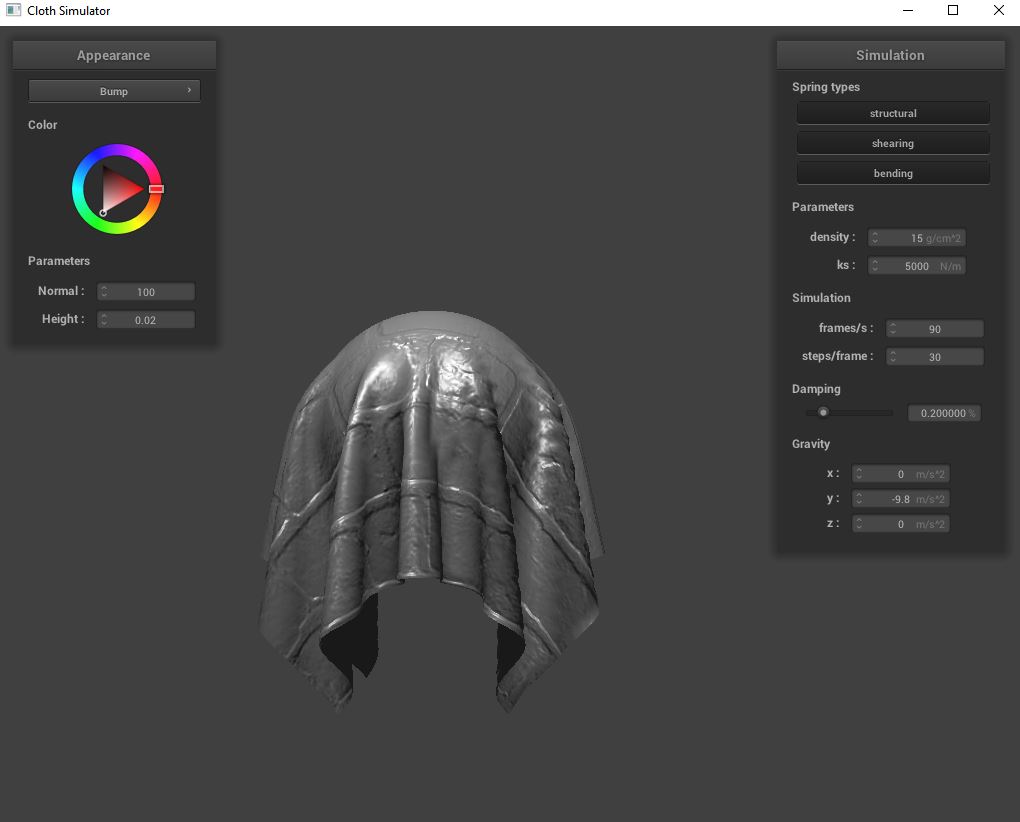 Cloth Simulator
Appearance
Bump
Color
Parameters
Normal : 100
Height : 0.02
Simulation
Spring types
structural
shearing
bending
Parameters
density : 15 g/cm^2
ks : 5000 N/m
Simulation
frames/s : 90
steps/frame : 30
Damping
0.200000 %
Gravity
x : 0 m/s^2
y : -9.8 m/s^2
z : 0 m/s^2